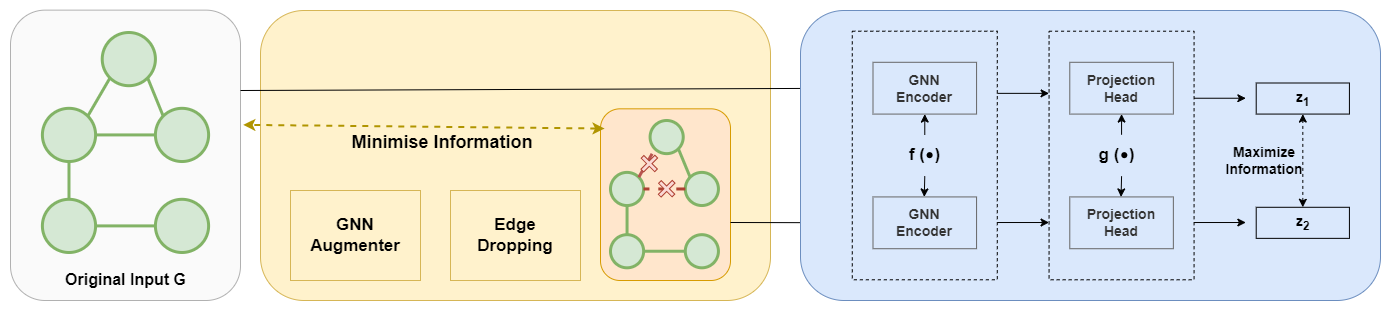 Original Input G
Minimise Information
GNN
Augmenter
Edge
Dropping
GNN
Encoder
f (●)
GNN
Encoder
Projection
Head
g (●)
Projection
Head
z1
Maximize
Information
z2